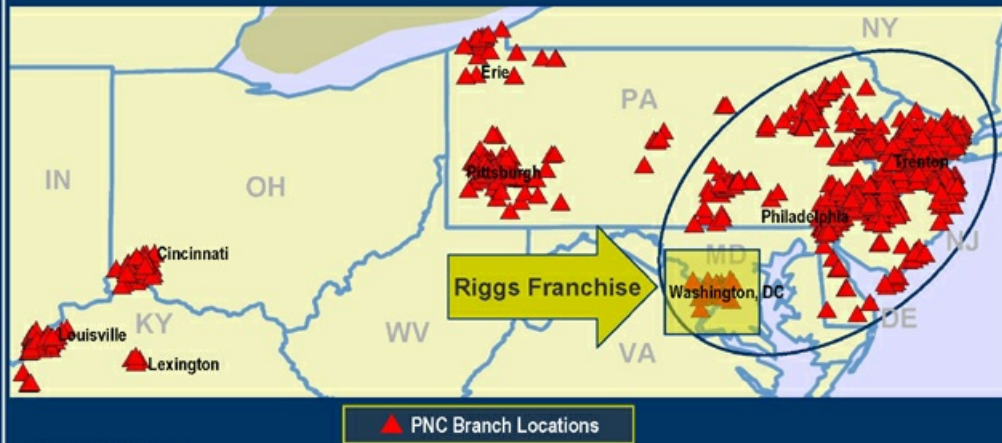 NY
Erie
PA
IN
OH
Pittsburgh
Trenton
Philadelphia
NJ
MD
Cincinnati
Riggs Franchise
Washington, DC
KY
Louisville
WV
VA
DE
Lexington
PNC Branch Locations